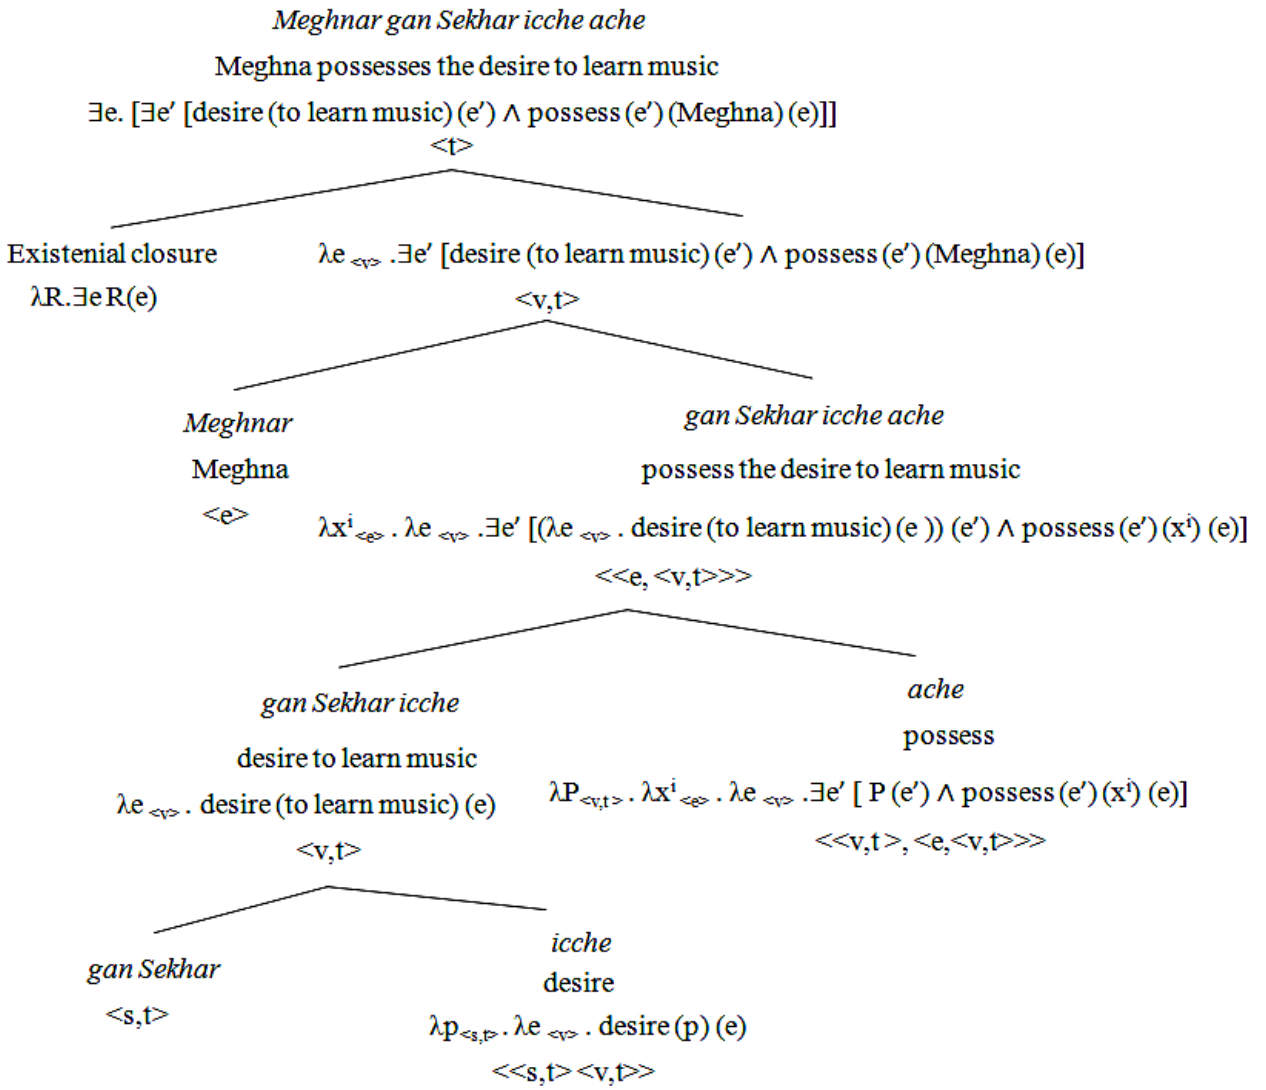 Meghnar gan Sekhar icche ache
Meghna possesses the desire to learn music
∃e. [∃e′ [desire (to learn music) (e′) ∧ possess (e′) (Meghna) (e)]]
<t>
Existenial closure
λR.∃e R(e)
λe <v> .∃e′ [desire (to learn music) (e′) ∧ possess (e′) (Meghna) (e)]
<v,t>
Meghnar
Meghna
<e>
gan Sekhar icche ache
possess the desire to learn music
λxⁱ<e> . λe <v> .∃e′ [(λe <v> . desire (to learn music) (e )) (e′) ∧ possess (e′) (xⁱ) (e)]
<<e, <v,t>>>
gan Sekhar icche
desire to learn music
λe <v> . desire (to learn music) (e)
<v,t>
ache
possess
λP<v,t> . λxⁱ<e> . λe <v> .∃e′ [ P (e′) ∧ possess (e′) (xⁱ) (e)]
<<v,t >, <e,<v,t>>>
gan Sekhar
<s,t>
icche
desire
λp<s,t> . λe <v> . desire (p) (e)
<<s,t> <v,t>>